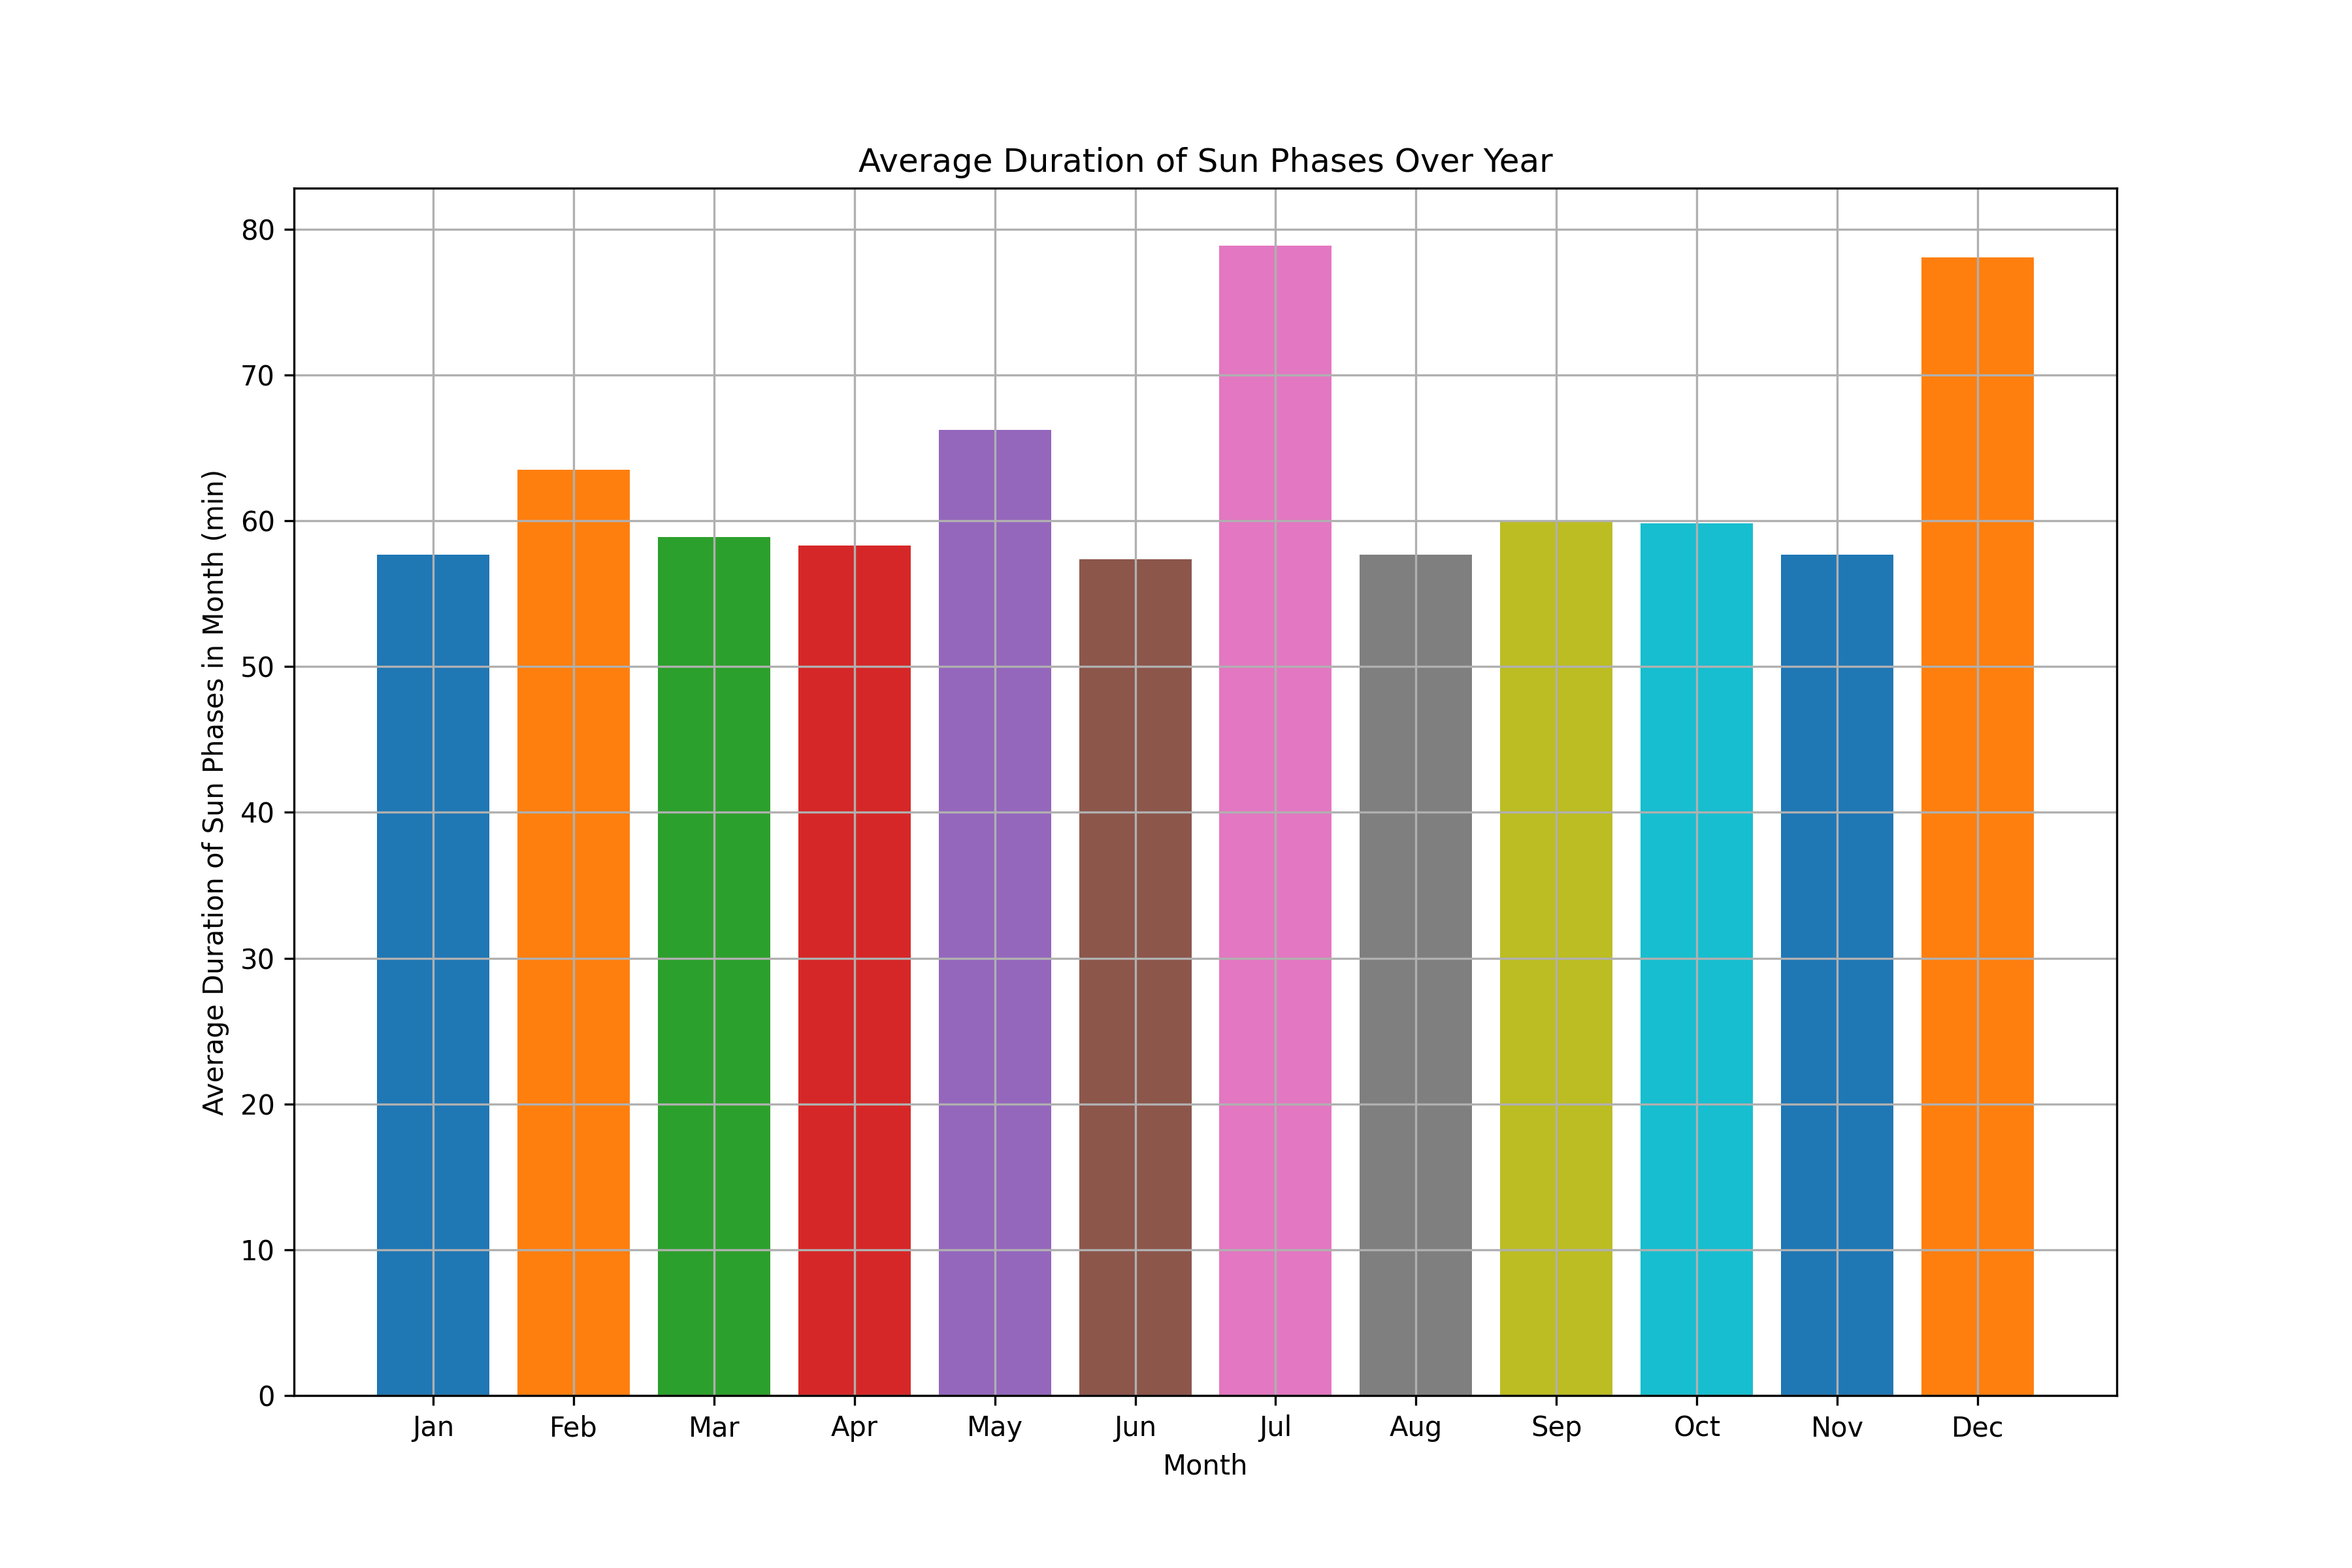 Average Duration of Sun Phases Over Year
Average Duration of Sun Phases in Month (min)
80
70
60
50
40
30
20
10
0
Jan Feb Mar Apr May Jun Jul Aug Sep Oct Nov Dec
Month